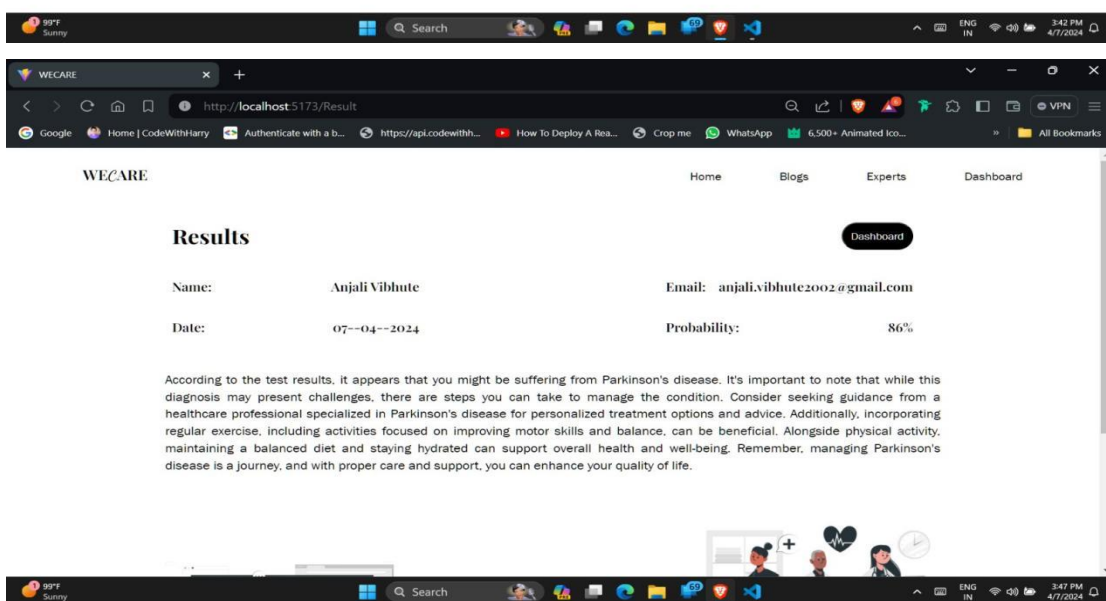 99°F
Sunny
Search
69
ENG
IN
3:42 PM
4/7/2024
WECARE
http://localhost:5173/Result
VPN
Google Home | CodeWithHarry Authenticate with a b... https://api.codewithh... How To Deploy A Rea... Crop me WhatsApp 6,500+ Animated Ico... » All Bookmarks
WECARE Home Blogs Experts Dashboard
Results Dashboard
Name: Anjali Vibhute Email: anjali.vibhute2002@gmail.com
Date: 07--04--2024 Probability: 86%
According to the test results, it appears that you might be suffering from Parkinson's disease. It's important to note that while this
diagnosis may present challenges, there are steps you can take to manage the condition. Consider seeking guidance from a
healthcare professional specialized in Parkinson's disease for personalized treatment options and advice. Additionally, incorporating
regular exercise, including activities focused on improving motor skills and balance, can be beneficial. Alongside physical activity,
maintaining a balanced diet and staying hydrated can support overall health and well-being. Remember, managing Parkinson's
disease is a journey, and with proper care and support, you can enhance your quality of life.
99°F
Sunny
Search
69
ENG
IN
3:47 PM
4/7/2024